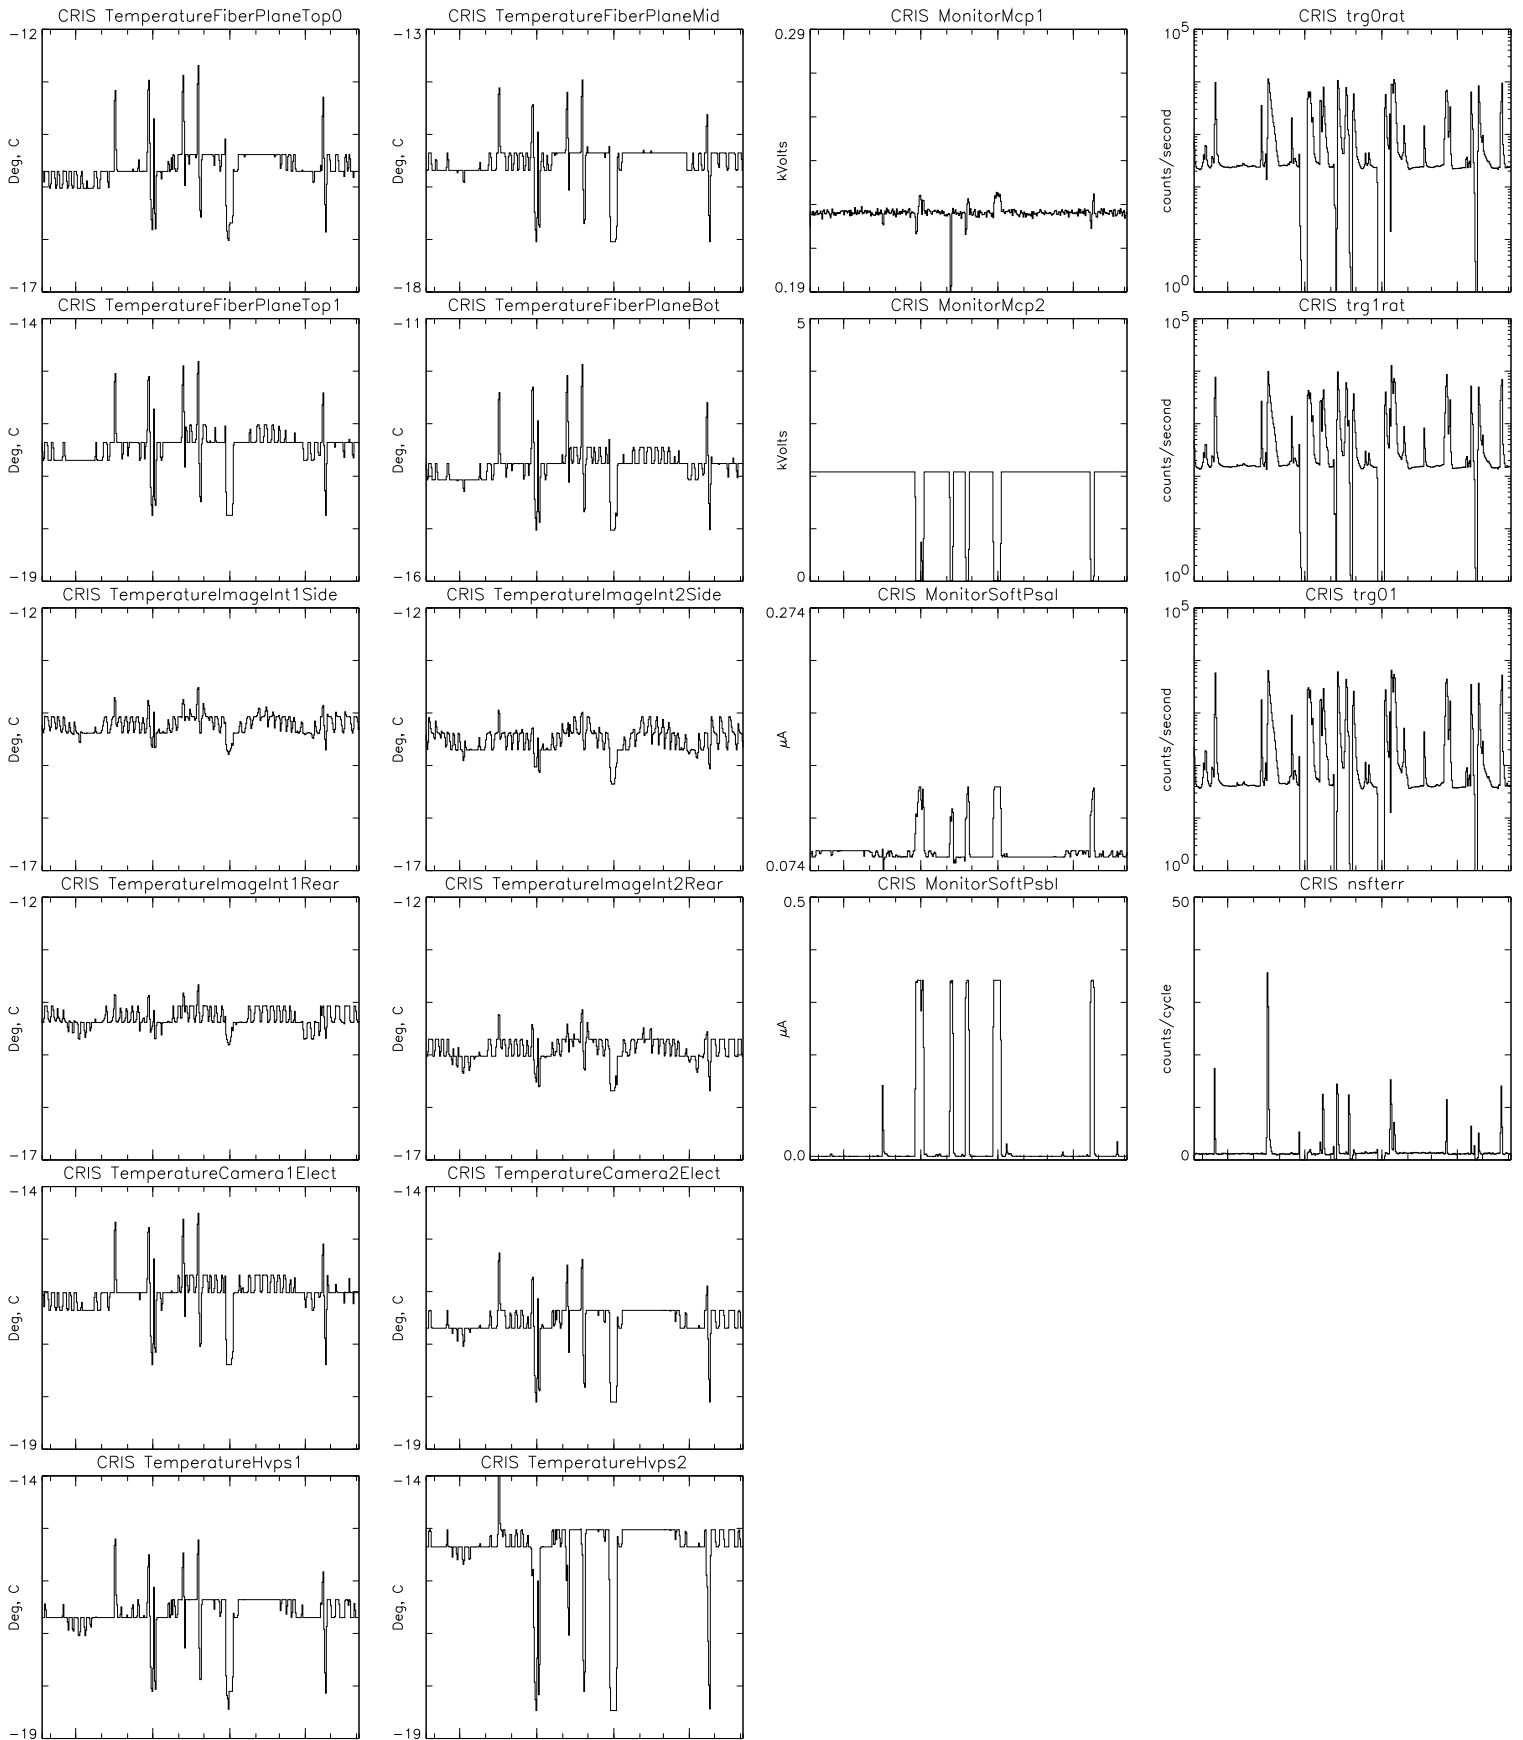 CRIS TemperatureFiberPlaneTop0
−12
Deg, C
−17
CRIS TemperatureFiberPlaneMid
−13
Deg, C
−18
CRIS MonitorMcp1
0.29
kVolts
0.19
CRIS trg0rat
10^5
counts/second
10^0
CRIS TemperatureFiberPlaneTop1
−14
Deg, C
−19
CRIS TemperatureFiberPlaneBot
−11
Deg, C
−16
CRIS MonitorMcp2
5
kVolts
0
CRIS trg1rat
10^5
counts/second
10^0
CRIS TemperatureImageInt1Side
−12
Deg, C
−17
CRIS TemperatureImageInt2Side
−12
Deg, C
−17
CRIS MonitorSoftPsaI
0.274
μA
0.074
CRIS trg01
10^5
counts/second
10^0
CRIS TemperatureImageInt1Rear
−12
Deg, C
−17
CRIS TemperatureImageInt2Rear
−12
Deg, C
−17
CRIS MonitorSoftPsbI
0.5
μA
0.0
CRIS nsfterr
50
counts/cycle
0
CRIS TemperatureCamera1Elect
−14
Deg, C
−19
CRIS TemperatureCamera2Elect
−14
Deg, C
−19
CRIS TemperatureHvps1
−14
Deg, C
−19
CRIS TemperatureHvps2
−14
Deg, C
−19